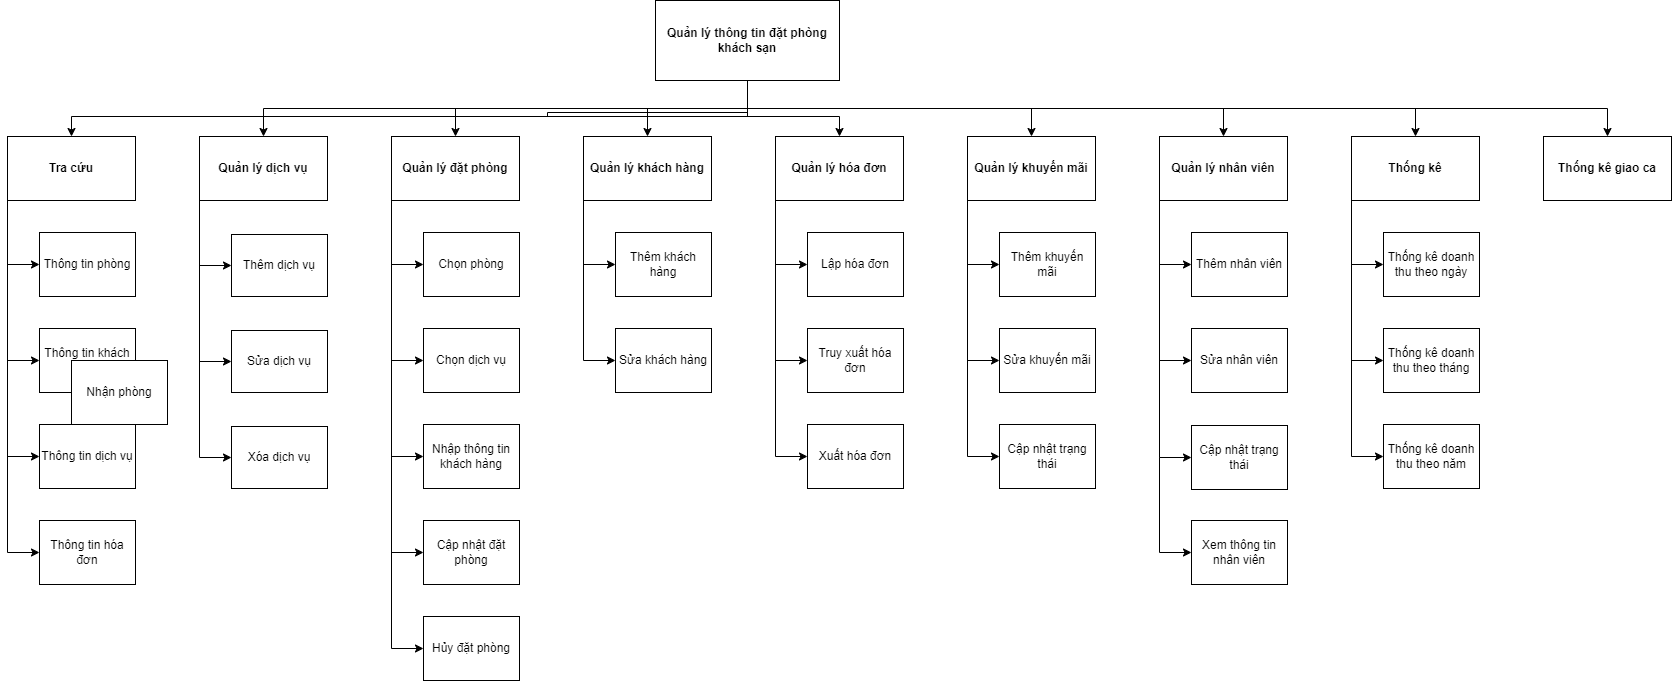 Quản lý thông tin đặt phòng
khách sạn
Tra cứu
Quản lý dịch vụ
Quản lý đặt phòng
Quản lý khách hàng
Quản lý hóa đơn
Quản lý khuyến mãi
Quản lý nhân viên
Thống kê
Thống kê giao ca
Thông tin phòng
Thông tin khách
Nhận phòng
Thông tin dịch vụ
Thông tin hóa
đơn
Thêm dịch vụ
Sửa dịch vụ
Xóa dịch vụ
Chọn phòng
Chọn dịch vụ
Nhập thông tin
khách hàng
Cập nhật đặt
phòng
Hủy đặt phòng
Thêm khách
hàng
Sửa khách hàng
Lập hóa đơn
Truy xuất hóa
đơn
Xuất hóa đơn
Thêm khuyến
mãi
Sửa khuyến mãi
Cập nhật trạng
thái
Thêm nhân viên
Sửa nhân viên
Cập nhật trạng
thái
Xem thông tin
nhân viên
Thống kê doanh
thu theo ngày
Thống kê doanh
thu theo tháng
Thống kê doanh
thu theo năm